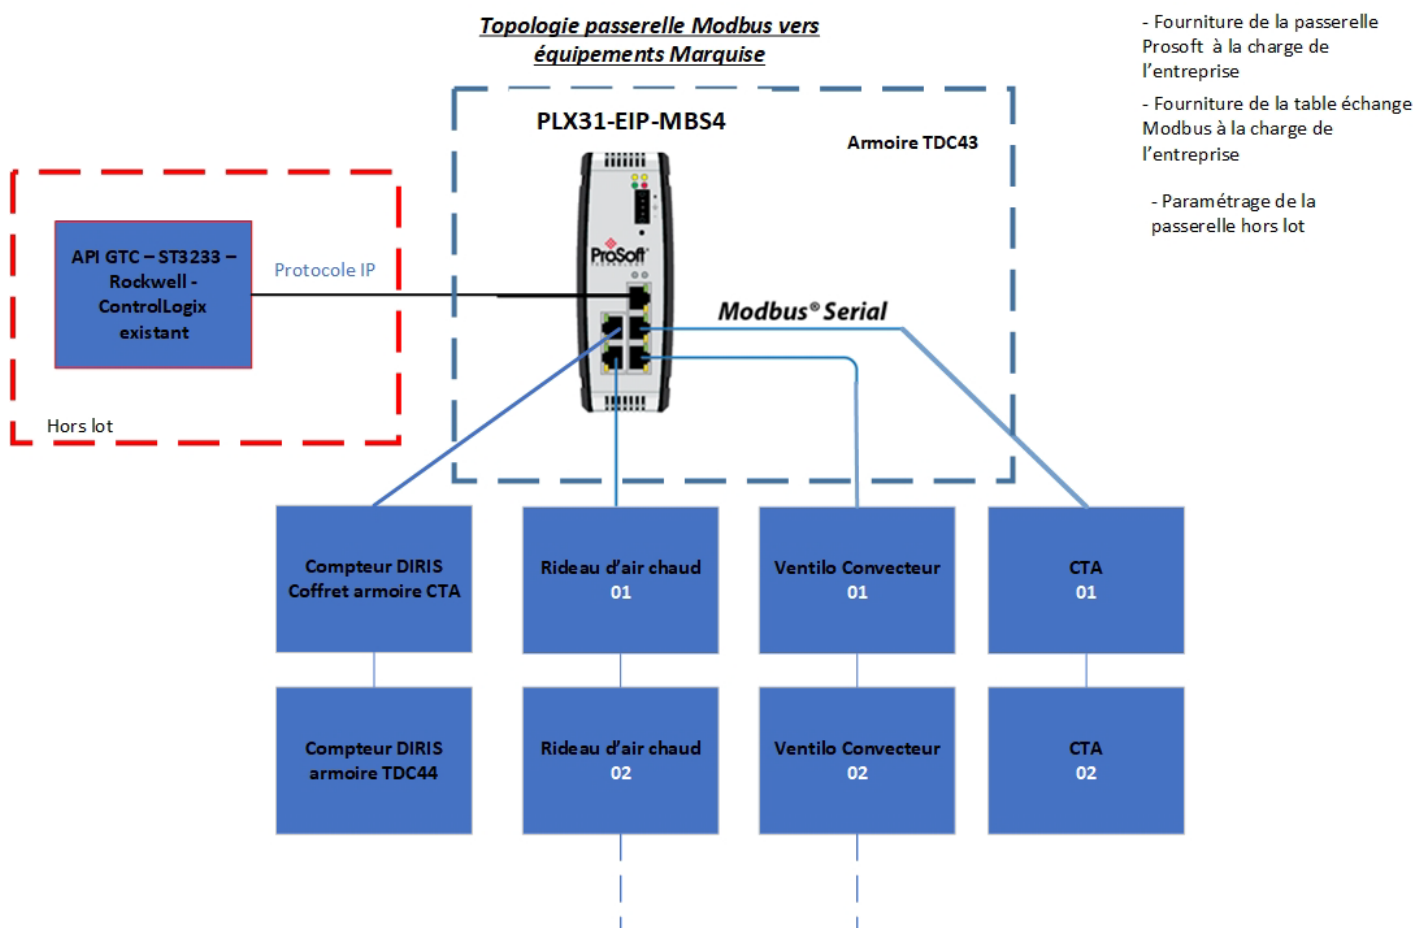 Topologie passerelle Modbus vers
équipements Marquise
- Fourniture de la passerelle
Prosoft à la charge de
l'entreprise
- Fourniture de la table échange
Modbus à la charge de
l'entreprise
- Paramétrage de la
passerelle hors lot
PLX31-EIP-MBS4
Armoire TDC43
API GTC – ST3233 –
Rockwell -
ControlLogix
existant
Protocole IP
Hors lot
ProSoft
TECHNOLOGY
Modbus® Serial
Compteur DIRIS
Coffret armoire CTA
Rideau d'air chaud
01
Ventilo Convecteur
01
CTA
01
Compteur DIRIS
armoire TDC44
Rideau d'air chaud
02
Ventilo Convecteur
02
CTA
02